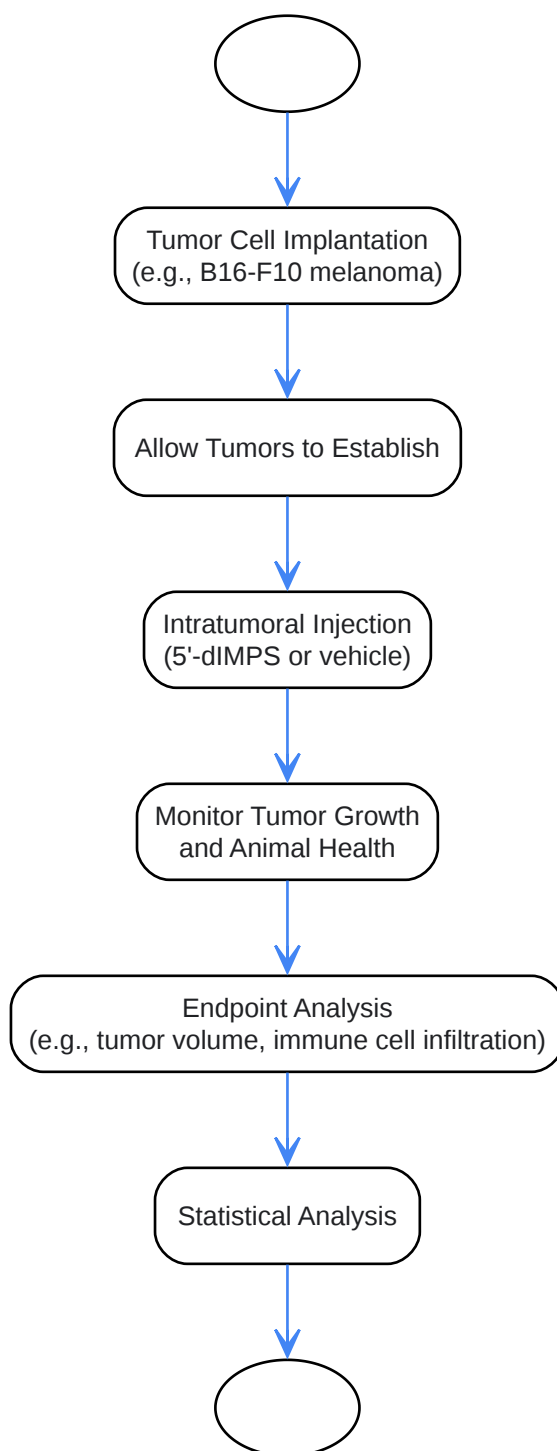 Tumor Cell Implantation
(e.g., B16-F10 melanoma)
Allow Tumors to Establish
Intratumoral Injection
(5'-dIMPS or vehicle)
Monitor Tumor Growth
and Animal Health
Endpoint Analysis
(e.g., tumor volume, immune cell infiltration)
Statistical Analysis